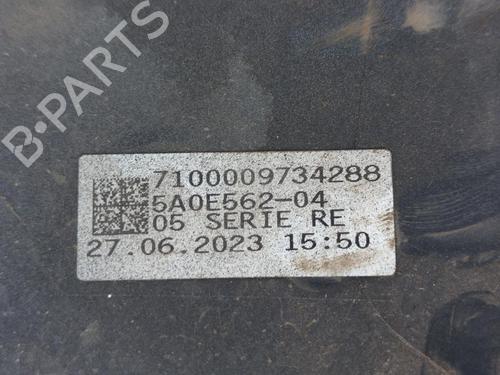 B-PARTS
7100009734288
5A0E562-04
05 SERIE RE
27.06.2023 15:50